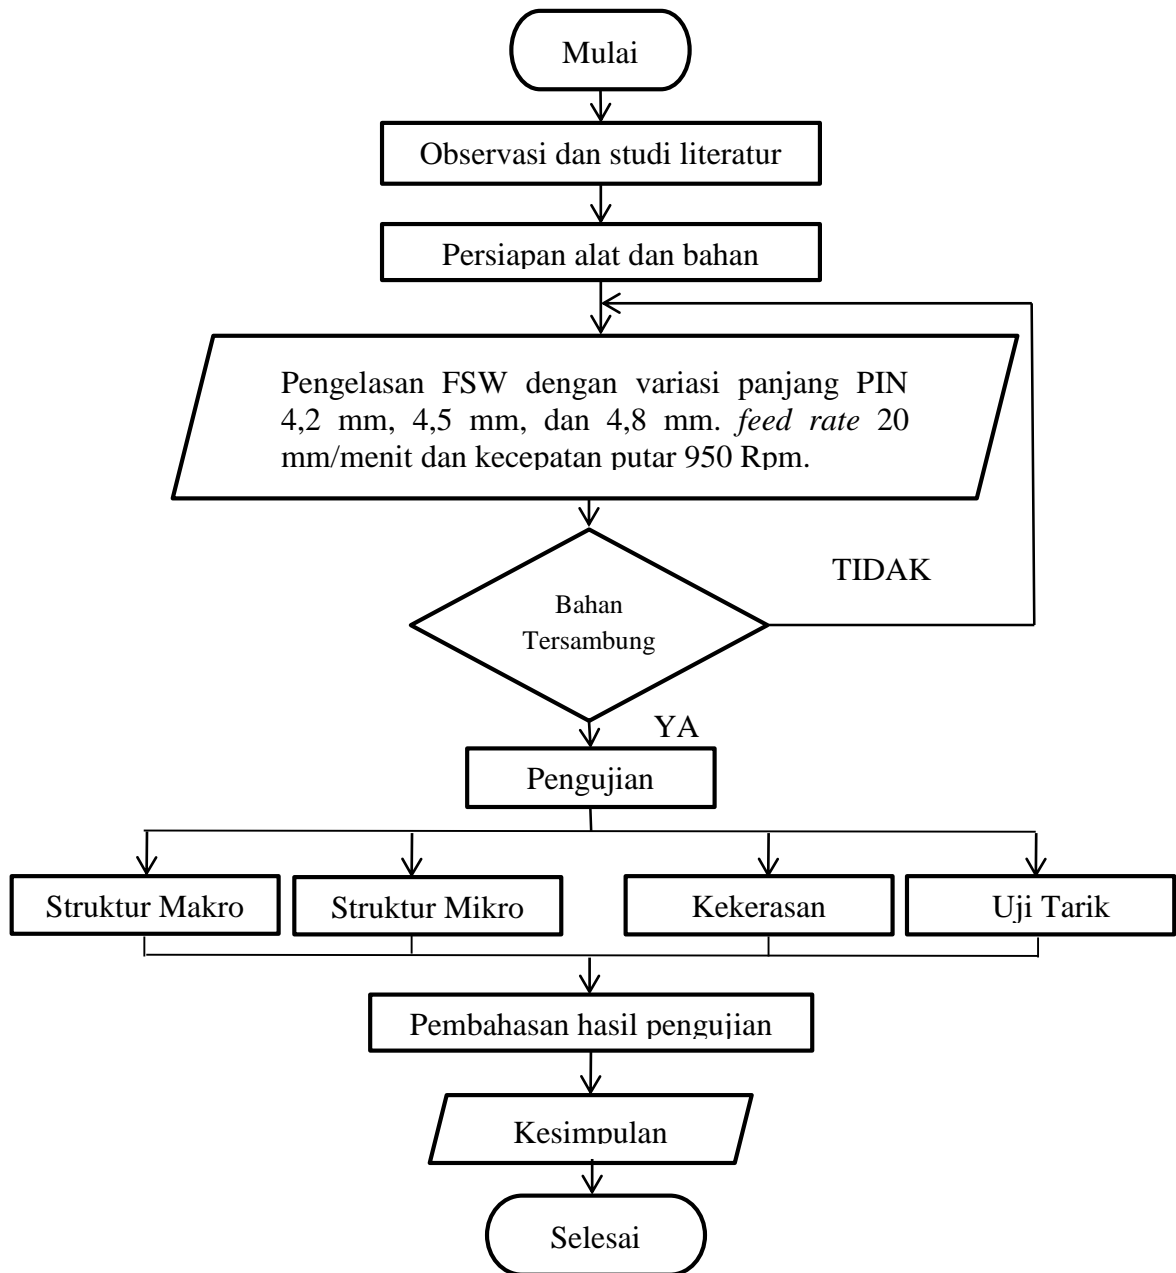 Mulai
Observasi dan studi literatur
Persiapan alat dan bahan
Pengelasan FSW dengan variasi panjang PIN
4,2 mm, 4,5 mm, dan 4,8 mm. feed rate 20
mm/menit dan kecepatan putar 950 Rpm.
TIDAK
Bahan
Tersambung
YA
Pengujian
Struktur Makro
Struktur Mikro
Kekerasan
Uji Tarik
Pembahasan hasil pengujian
Kesimpulan
Selesai